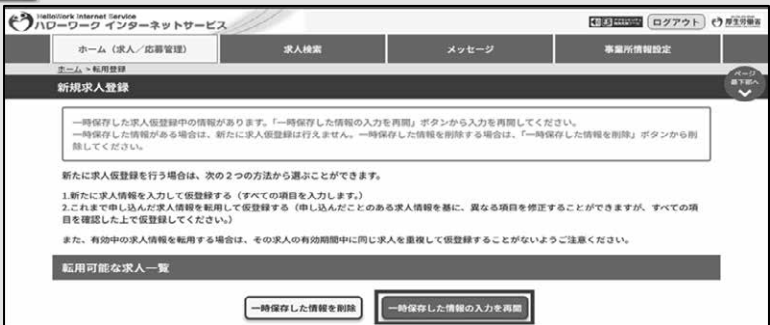 HelloWork Internet Service
ハローワーク インターネットサービス
ログアウト
厚生労働省
ホーム（求人／応募管理）
求人検索
メッセージ
事業所情報設定
ホーム > 転用登録
ページ
最下部へ
新規求人登録
一時保存した求人仮登録中の情報があります。「一時保存した情報の入力を再開」ボタンから入力を再開してください。
一時保存した情報がある場合は、新たに求人仮登録は行えません。一時保存した情報を削除する場合は、「一時保存した情報を削除」ボタンから削
除してください。
新たに求人仮登録を行う場合は、次の２つの方法から選ぶことができます。
1.新たに求人情報を入力して仮登録する（すべての項目を入力します。）
2.これまで申し込んだ求人情報を転用して仮登録する（申し込んだことのある求人情報を基に、異なる項目を修正することができますが、すべての項
目を確認した上で仮登録してください。）
また、有効中の求人情報を転用する場合は、その求人の有効期間中に同じ求人を重複して仮登録することがないようご注意ください。
転用可能な求人一覧
一時保存した情報を削除
一時保存した情報の入力を再開